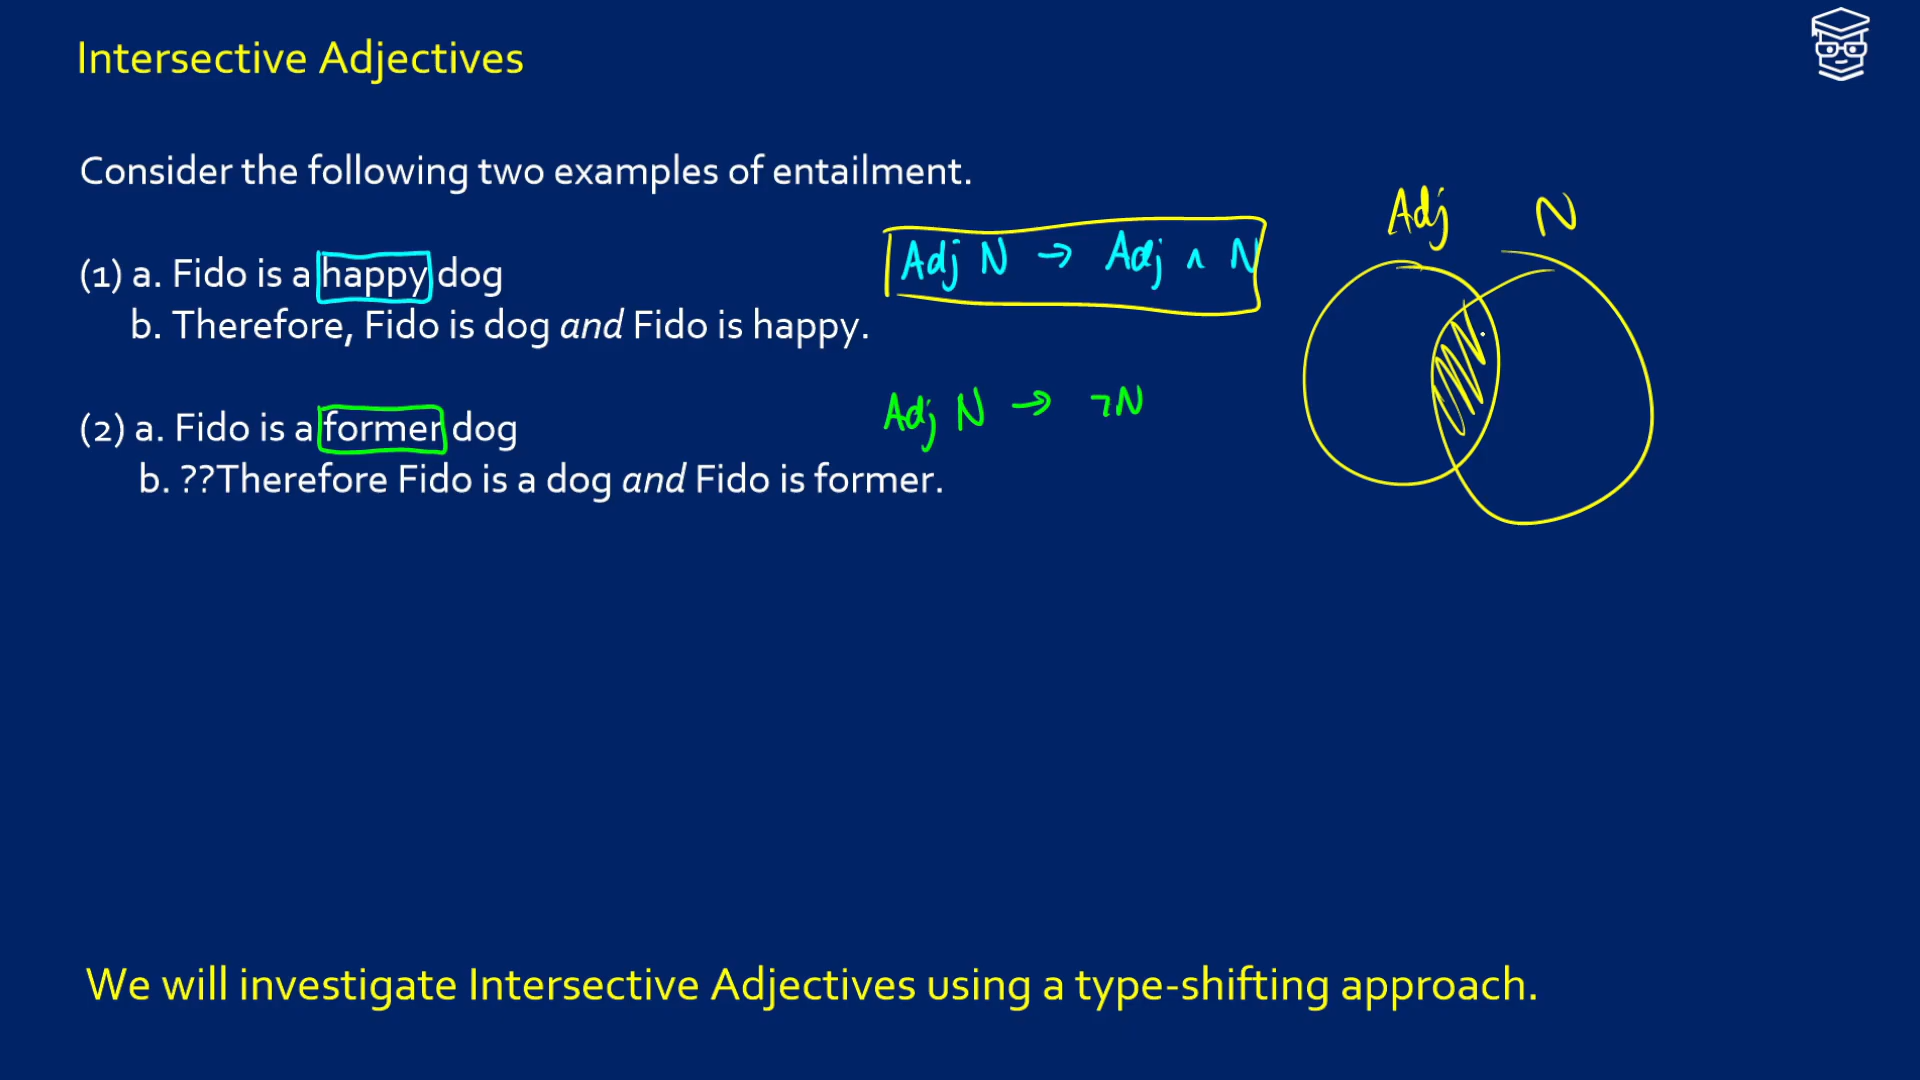 Intersective Adjectives
Consider the following two examples of entailment.
Adj N
(1) a. Fido is a happy dog
Adj N → Adj ∧ N
b. Therefore, Fido is dog and Fido is happy.
(2) a. Fido is a former dog
Adj N → ¬N
b. ??Therefore Fido is a dog and Fido is former.
We will investigate Intersective Adjectives using a type-shifting approach.